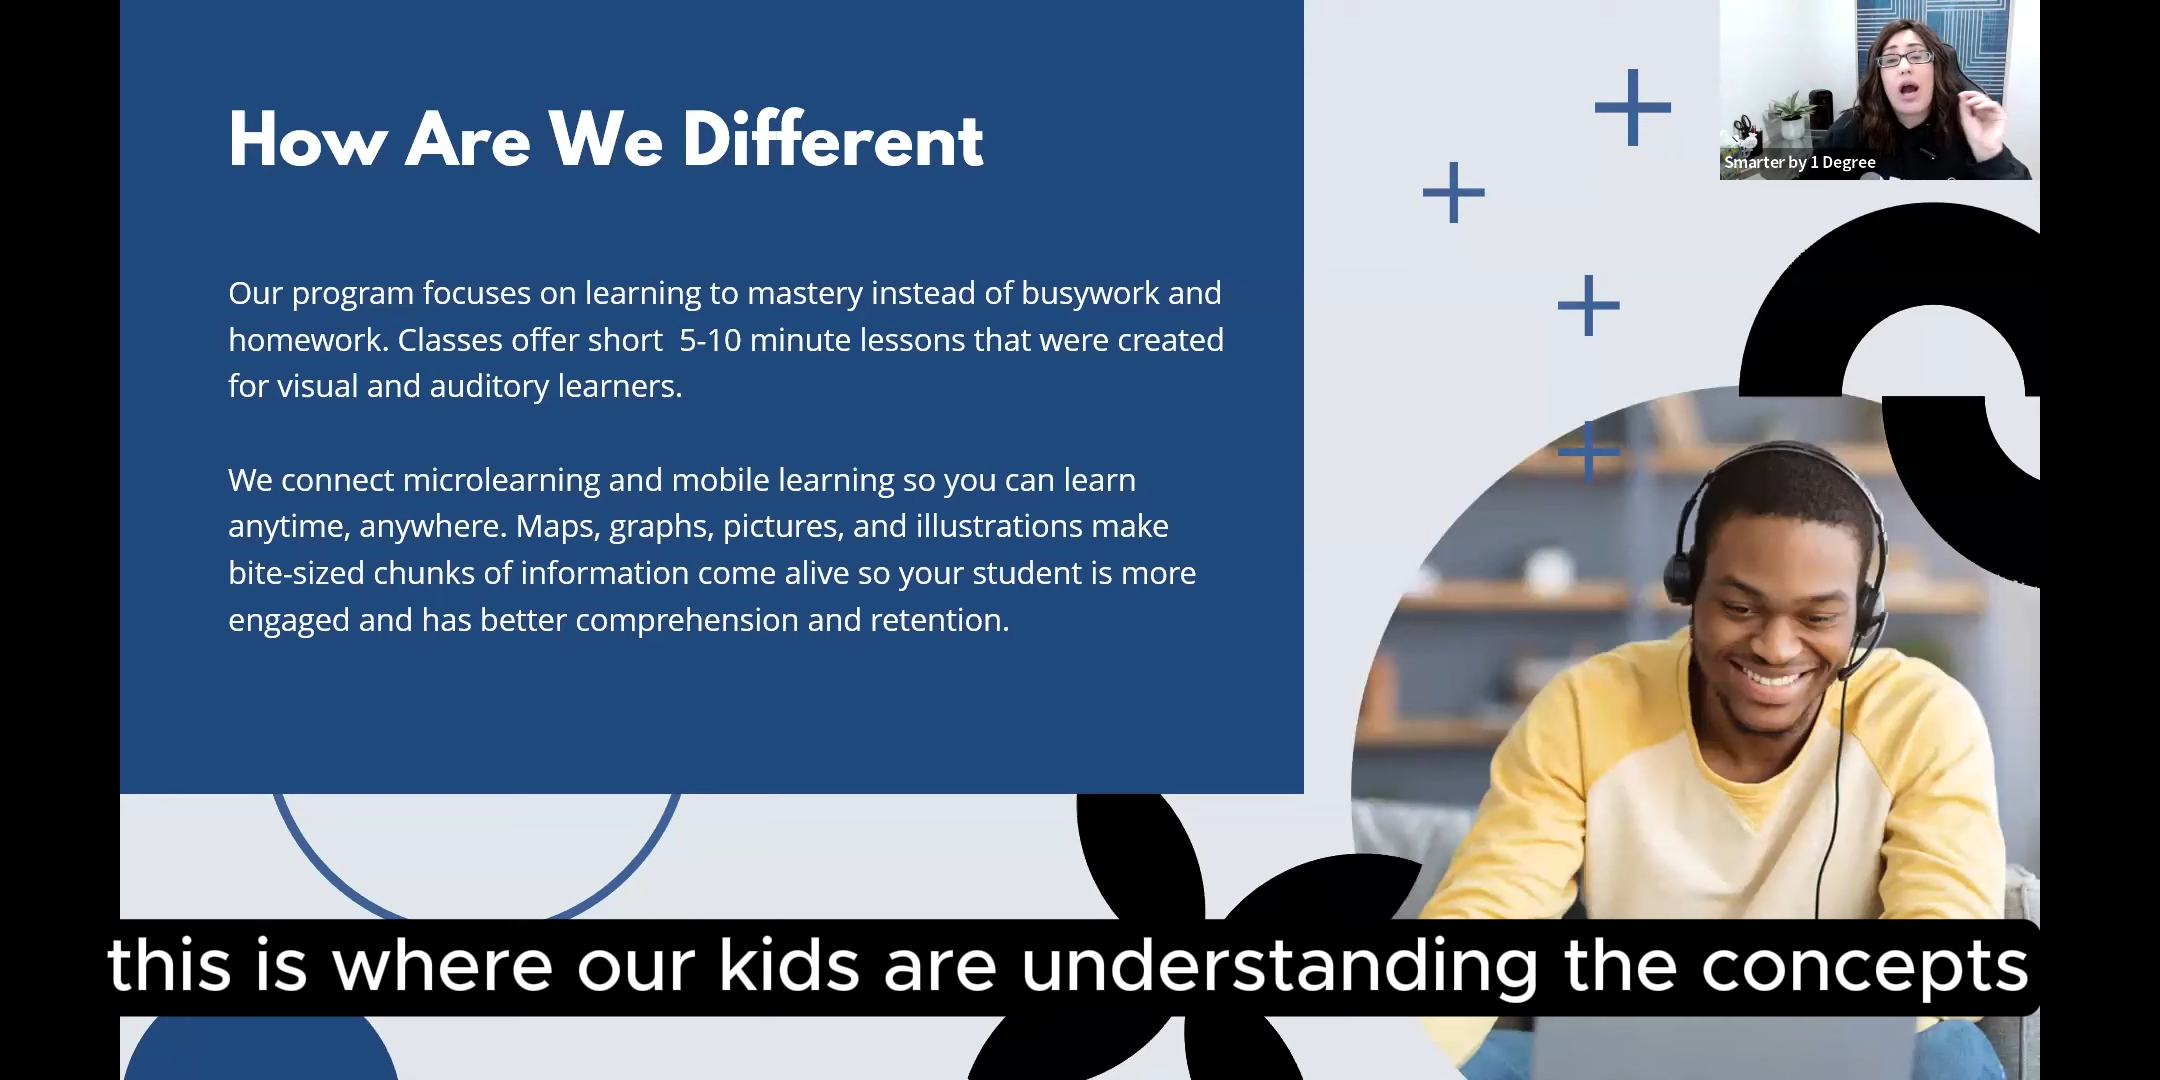 How Are We Different
Smarter by 1 Degree
Our program focuses on learning to mastery instead of busywork and
homework. Classes offer short  5-10 minute lessons that were created
for visual and auditory learners.
We connect microlearning and mobile learning so you can learn
anytime, anywhere. Maps, graphs, pictures, and illustrations make
bite-sized chunks of information come alive so your student is more
engaged and has better comprehension and retention.
this is where our kids are understanding the concepts